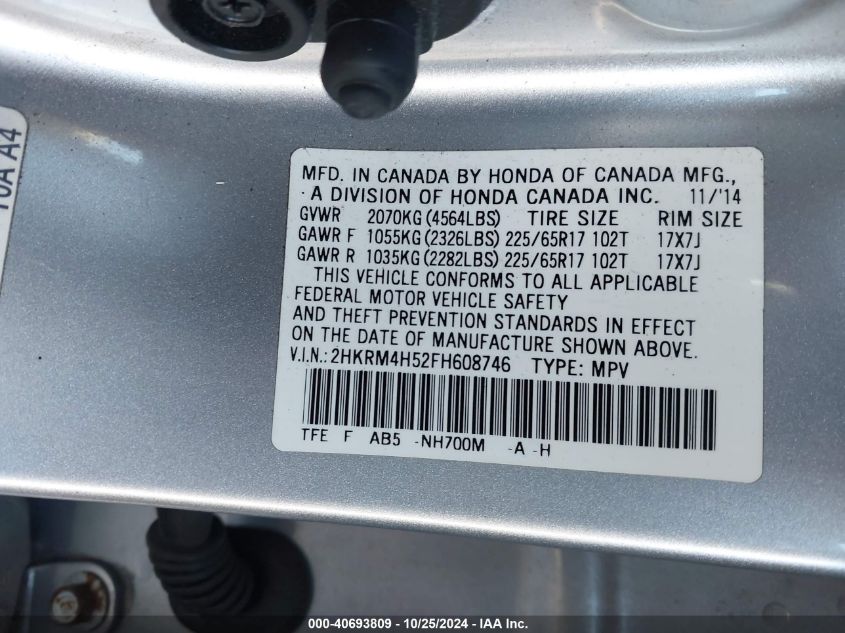 10A A4
MFD. IN CANADA BY HONDA OF CANADA MFG.,
A DIVISION OF HONDA CANADA INC. 11/'14
GVWR 2070KG (4564LBS) TIRE SIZE RIM SIZE
GAWR F 1055KG (2326LBS) 225/65R17 102T 17X7J
GAWR R 1035KG (2282LBS) 225/65R17 102T 17X7J
THIS VEHICLE CONFORMS TO ALL APPLICABLE
FEDERAL MOTOR VEHICLE SAFETY
AND THEFT PREVENTION STANDARDS IN EFFECT
ON THE DATE OF MANUFACTURE SHOWN ABOVE.
V.I.N.: 2HKRM4H52FH608746 TYPE: MPV
TFE F AB5 -NH700M -A -H
000-40693809 - 10/25/2024 - IAA Inc.